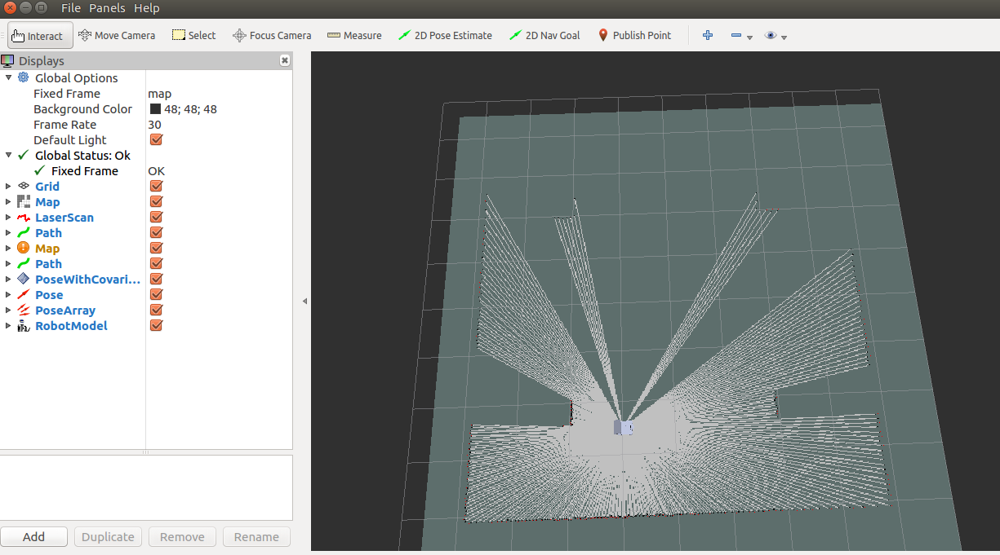 File Panels Help
Interact Move Camera Select Focus Camera Measure 2D Pose Estimate 2D Nav Goal Publish Point
Displays
Global Options
Fixed Frame map
Background Color 48; 48; 48
Frame Rate 30
Default Light
Global Status: Ok
Fixed Frame OK
Grid
Map
LaserScan
Path
Map
Path
PoseWithCovari...
Pose
PoseArray
RobotModel
Add Duplicate Remove Rename